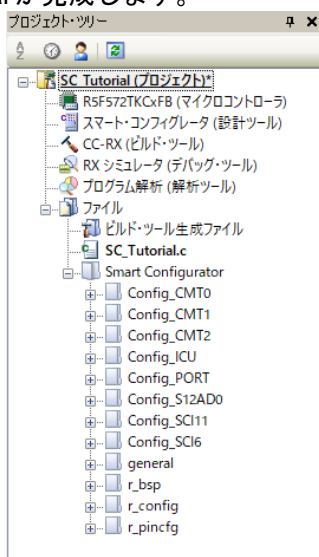 が完成します。
プロジェクト・ツリー
SC_Tutorial (プロジェクト)*
R5F572TKCxFB (マイクロコントローラ)
スマート・コンフィグレータ (設計ツール)
CC-RX (ビルド・ツール)
RX シミュレータ (デバッグ・ツール)
プログラム解析 (解析ツール)
ファイル
ビルド・ツール生成ファイル
SC_Tutorial.c
Smart Configurator
Config_CMT0
Config_CMT1
Config_CMT2
Config_ICU
Config_PORT
Config_S12AD0
Config_SCI11
Config_SCI6
general
r_bsp
r_config
r_pincfg